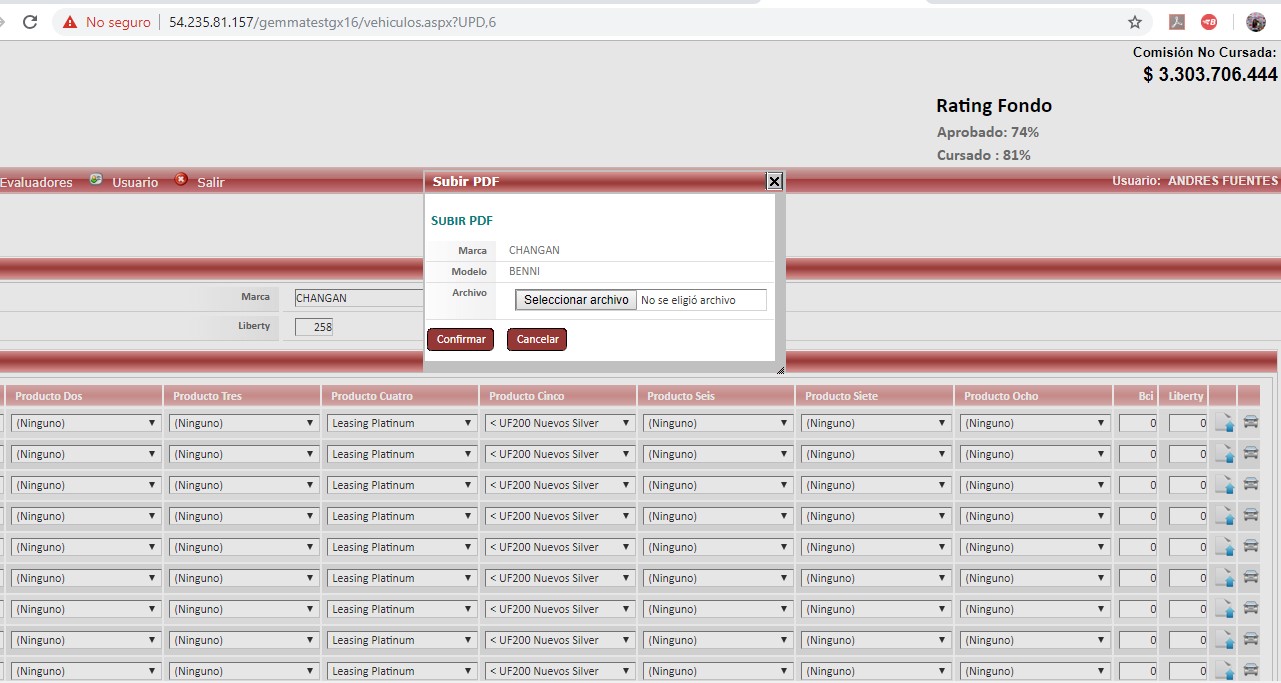 No seguro | 54.235.81.157/gemmatestgx16/vehiculos.aspx?UPD,6
Comisión No Cursada:
$ 3.303.706.444
Rating Fondo
Aprobado: 74%
Cursado : 81%
Evaluadores Usuario Salir
Usuario: ANDRES FUENTES
Subir PDF
SUBIR PDF
Marca CHANGAN
Modelo BENNI
Archivo Seleccionar archivo No se eligió archivo
Confirmar Cancelar
Marca CHANGAN
Liberty 258
Producto Dos Producto Tres Producto Cuatro Producto Cinco Producto Seis Producto Siete Producto Ocho Bci Liberty
(Ninguno) (Ninguno) Leasing Platinum < UF200 Nuevos Silver (Ninguno) (Ninguno) (Ninguno) 0 0
(Ninguno) (Ninguno) Leasing Platinum < UF200 Nuevos Silver (Ninguno) (Ninguno) (Ninguno) 0 0
(Ninguno) (Ninguno) Leasing Platinum < UF200 Nuevos Silver (Ninguno) (Ninguno) (Ninguno) 0 0
(Ninguno) (Ninguno) Leasing Platinum < UF200 Nuevos Silver (Ninguno) (Ninguno) (Ninguno) 0 0
(Ninguno) (Ninguno) Leasing Platinum < UF200 Nuevos Silver (Ninguno) (Ninguno) (Ninguno) 0 0
(Ninguno) (Ninguno) Leasing Platinum < UF200 Nuevos Silver (Ninguno) (Ninguno) (Ninguno) 0 0
(Ninguno) (Ninguno) Leasing Platinum < UF200 Nuevos Silver (Ninguno) (Ninguno) (Ninguno) 0 0
(Ninguno) (Ninguno) Leasing Platinum < UF200 Nuevos Silver (Ninguno) (Ninguno) (Ninguno) 0 0
(Ninguno) (Ninguno) Leasing Platinum < UF200 Nuevos Silver (Ninguno) (Ninguno) (Ninguno) 0 0